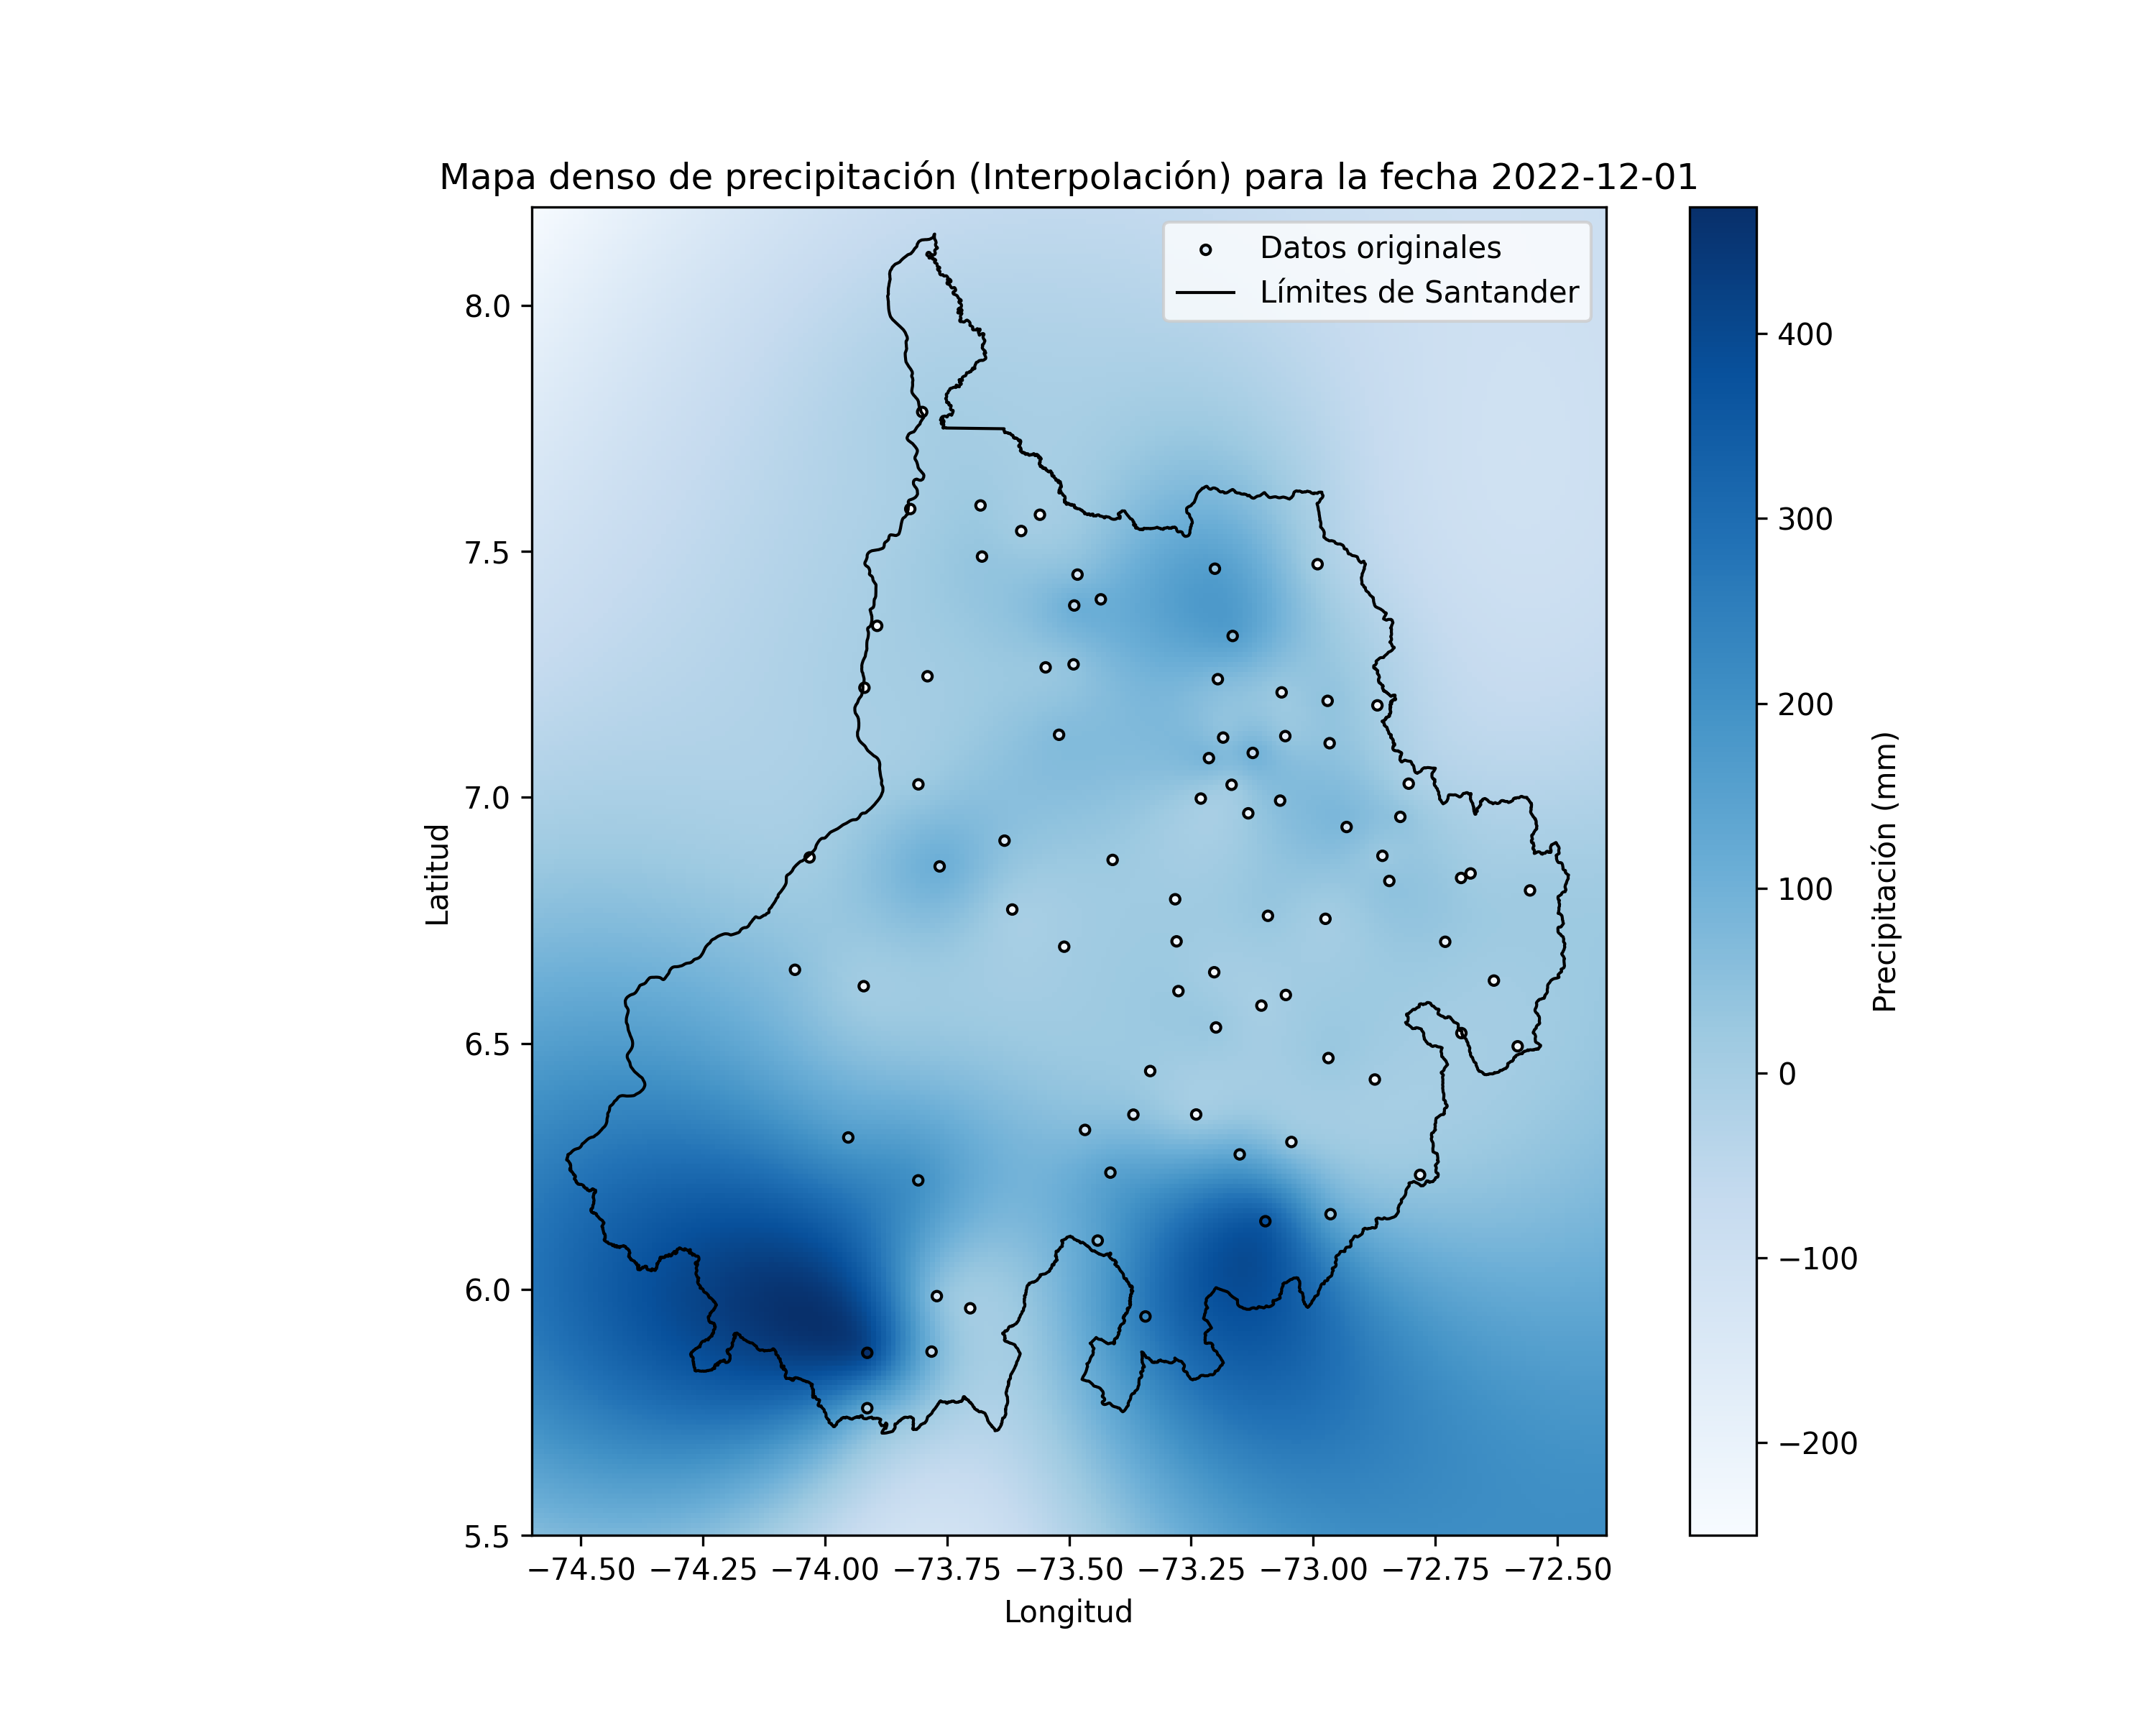 Mapa denso de precipitación (Interpolación) para la fecha 2022-12-01
Datos originales
Límites de Santander
8.0
7.5
7.0
6.5
6.0
5.5
Latitud
−74.50 −74.25 −74.00 −73.75 −73.50 −73.25 −73.00 −72.75 −72.50
Longitud
400
300
200
100
0
−100
−200
Precipitación (mm)